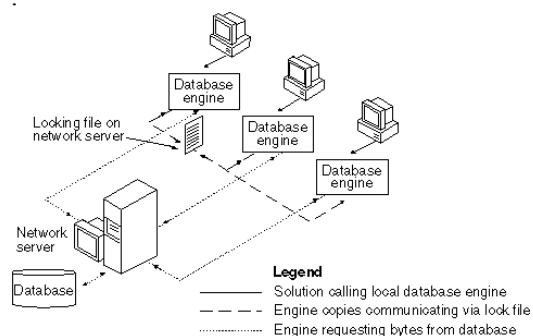 Database
engine
Looking file on
network server
Database
engine
Database
engine
Network
server
Database
Legend
Solution calling local database engine
Engine copies communicating via lock file
Engine requesting bytes from database